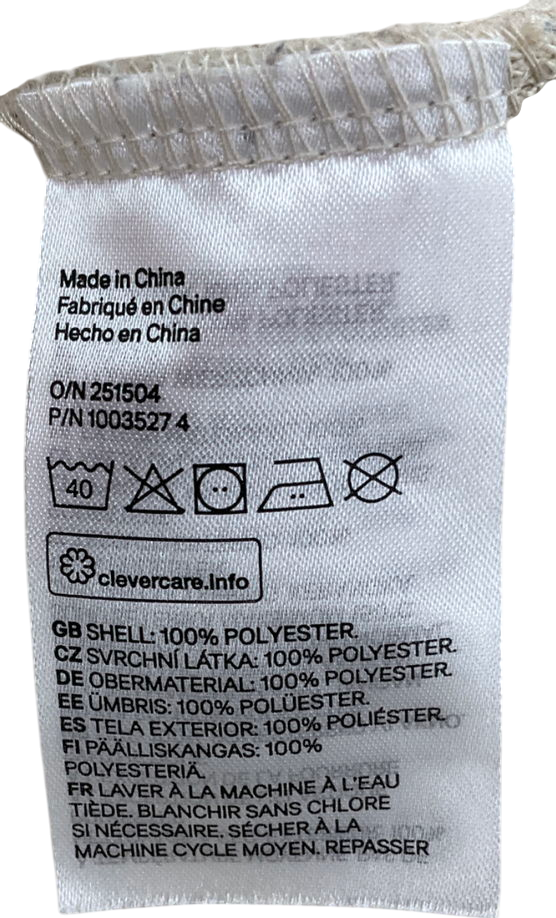 Made in China
Fabriqué en Chine
Hecho en China
O/N 251504
P/N 1003527 4
40
clevercare.info
GB SHELL: 100% POLYESTER.
CZ SVRCHNÍ LÁTKA: 100% POLYESTER.
DE OBERMATERIAL: 100% POLYESTER.
EE ÜMBRIS: 100% POLÜESTER.
ES TELA EXTERIOR: 100% POLIÉSTER.
FI PÄÄLLISKANGAS: 100%
POLYESTERIÄ.
FR LAVER À LA MACHINE À L'EAU
TIÈDE. BLANCHIR SANS CHLORE
SI NÉCESSAIRE. SÉCHER À LA
MACHINE CYCLE MOYEN. REPASSER